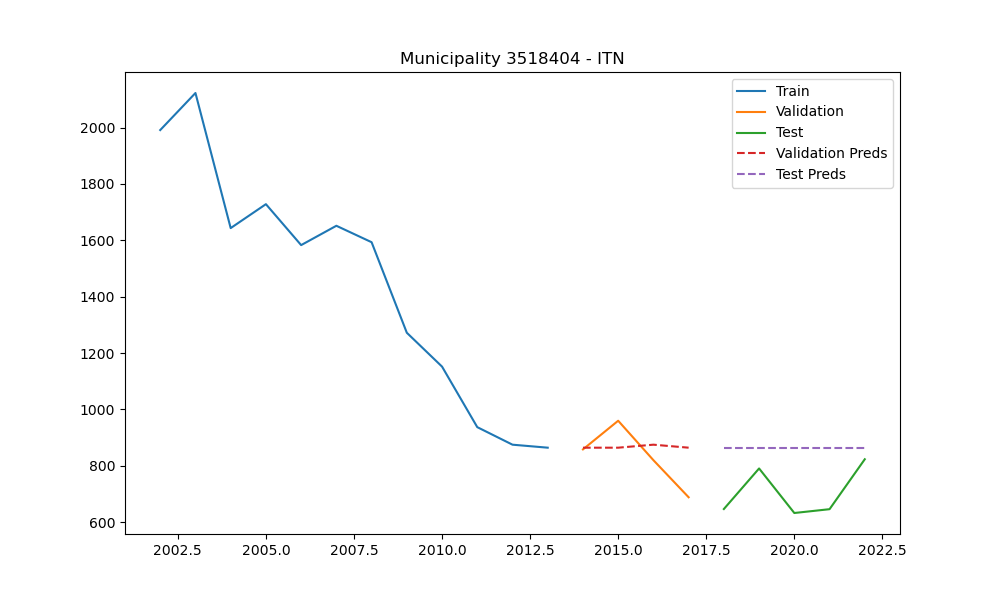 Municipality 3518404 - ITN
Train
Validation
Test
Validation Preds
Test Preds
2000
1800
1600
1400
1200
1000
800
600
2002.5 2005.0 2007.5 2010.0 2012.5 2015.0 2017.5 2020.0 2022.5